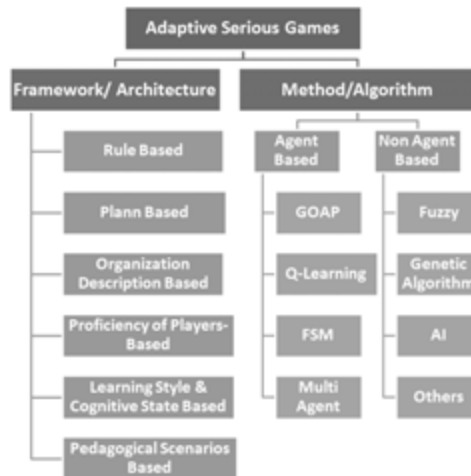 Adaptive Serious Games
Framework/ Architecture
Method/Algorithm
Rule Based
Plann Based
Organization
Description Based
Proficiency of Players-
Based
Learning Style &
Cognitive State Based
Pedagogical Scenarios
Based
Agent
Based
GOAP
Q-Learning
FSM
Multi
Agent
Non Agent
Based
Fuzzy
Genetic
Algorithm
AI
Others